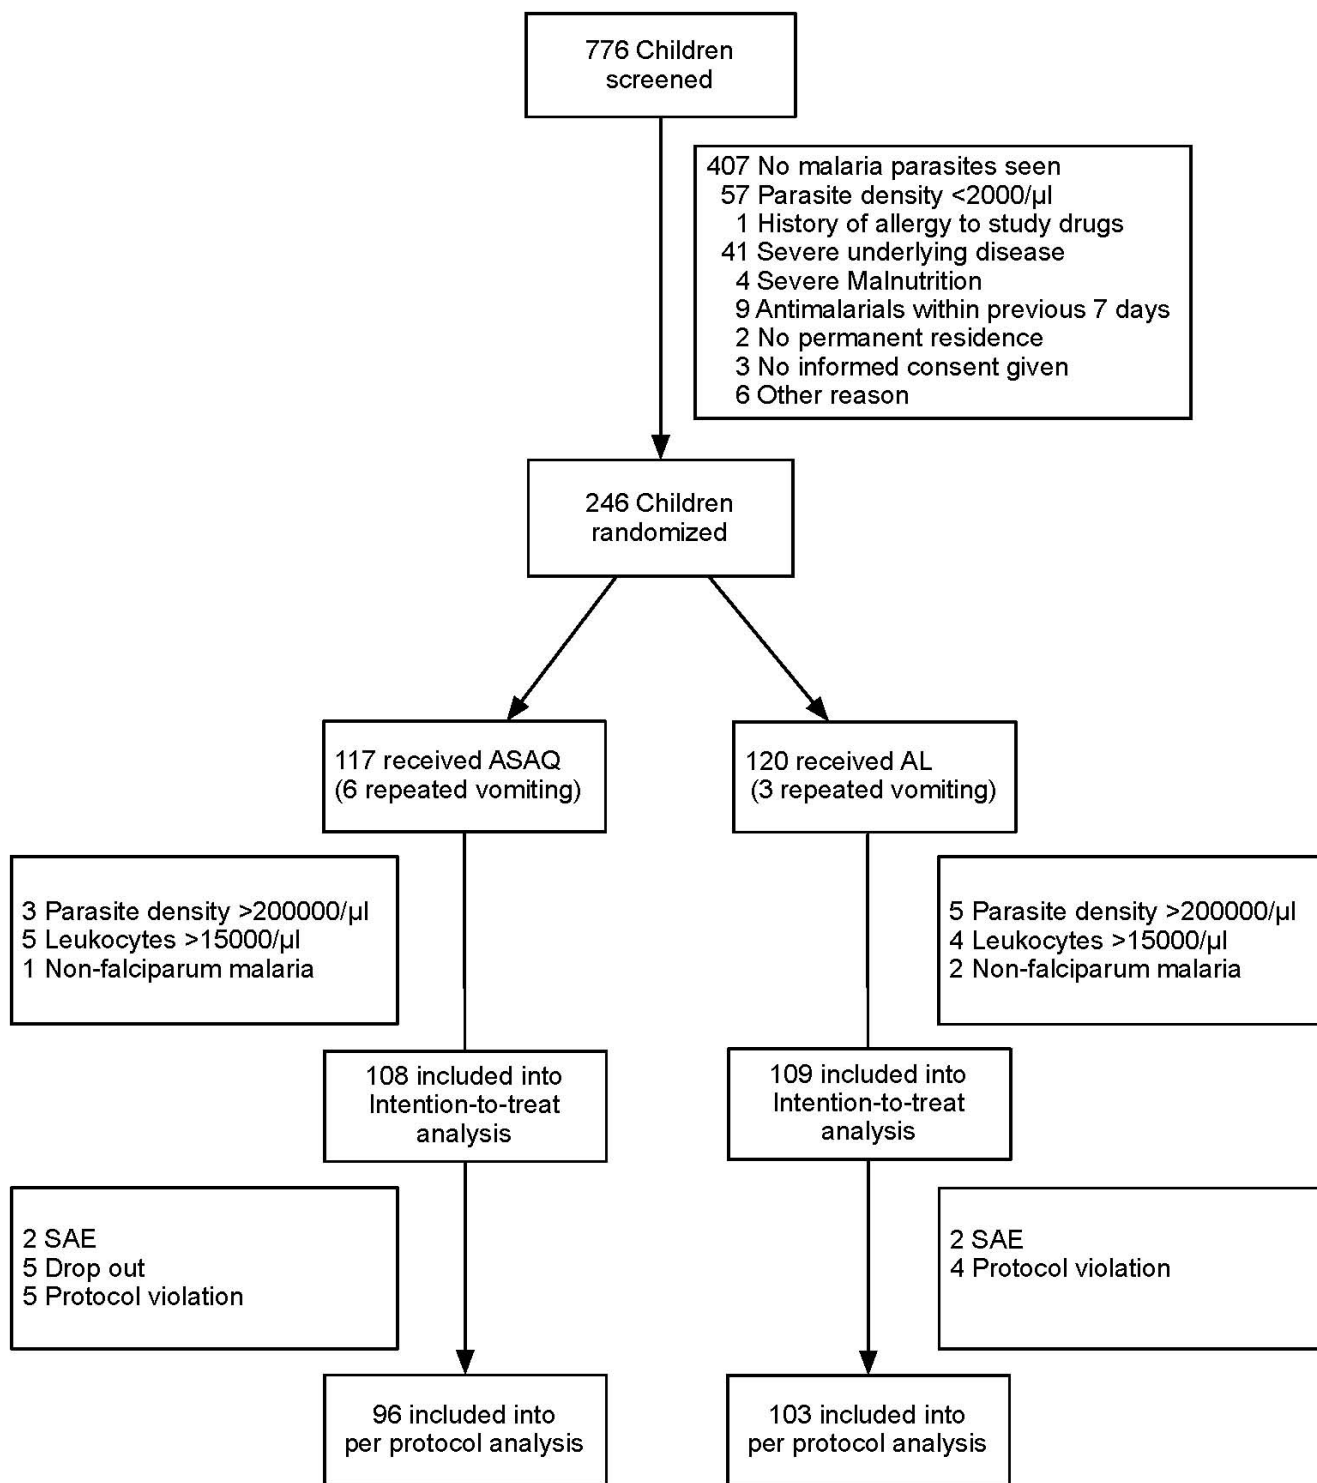 776 Children
screened
407 No malaria parasites seen
57 Parasite density <2000/µl
1 History of allergy to study drugs
41 Severe underlying disease
4 Severe Malnutrition
9 Antimalarials within previous 7 days
2 No permanent residence
3 No informed consent given
6 Other reason
246 Children
randomized
117 received ASAQ
(6 repeated vomiting)
120 received AL
(3 repeated vomiting)
3 Parasite density >200000/µl
5 Leukocytes >15000/µl
1 Non-falciparum malaria
5 Parasite density >200000/µl
4 Leukocytes >15000/µl
2 Non-falciparum malaria
108 included into
Intention-to-treat
analysis
109 included into
Intention-to-treat
analysis
2 SAE
5 Drop out
5 Protocol violation
2 SAE
4 Protocol violation
96 included into
per protocol analysis
103 included into
per protocol analysis